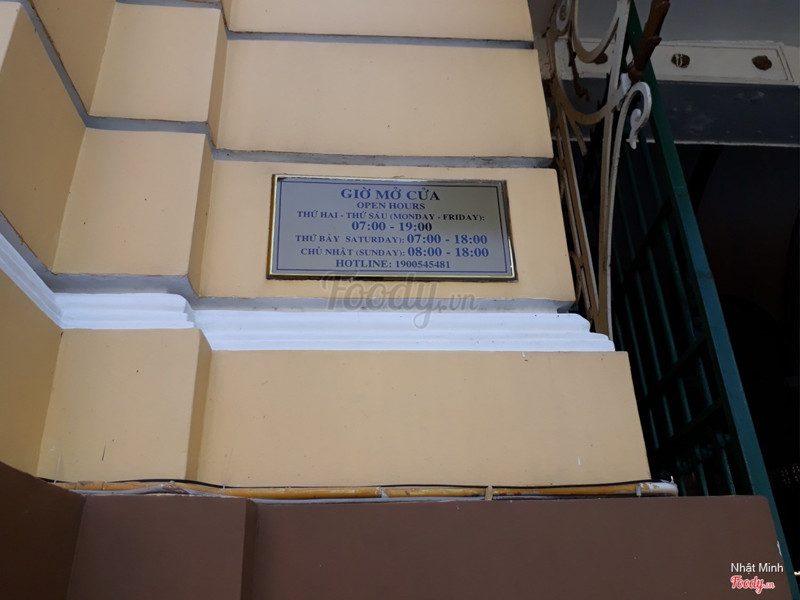 GIỜ MỞ CỬA
OPEN HOURS
THỨ HAI - THỨ SÁU (MONDAY - FRIDAY):
07:00 - 19:00
THỨ BẢY SATURDAY): 07:00 - 18:00
CHỦ NHẬT (SUNDAY): 08:00 - 18:00
HOTLINE: 1900545481
Foody.vn
Nhật Minh
Foody.vn